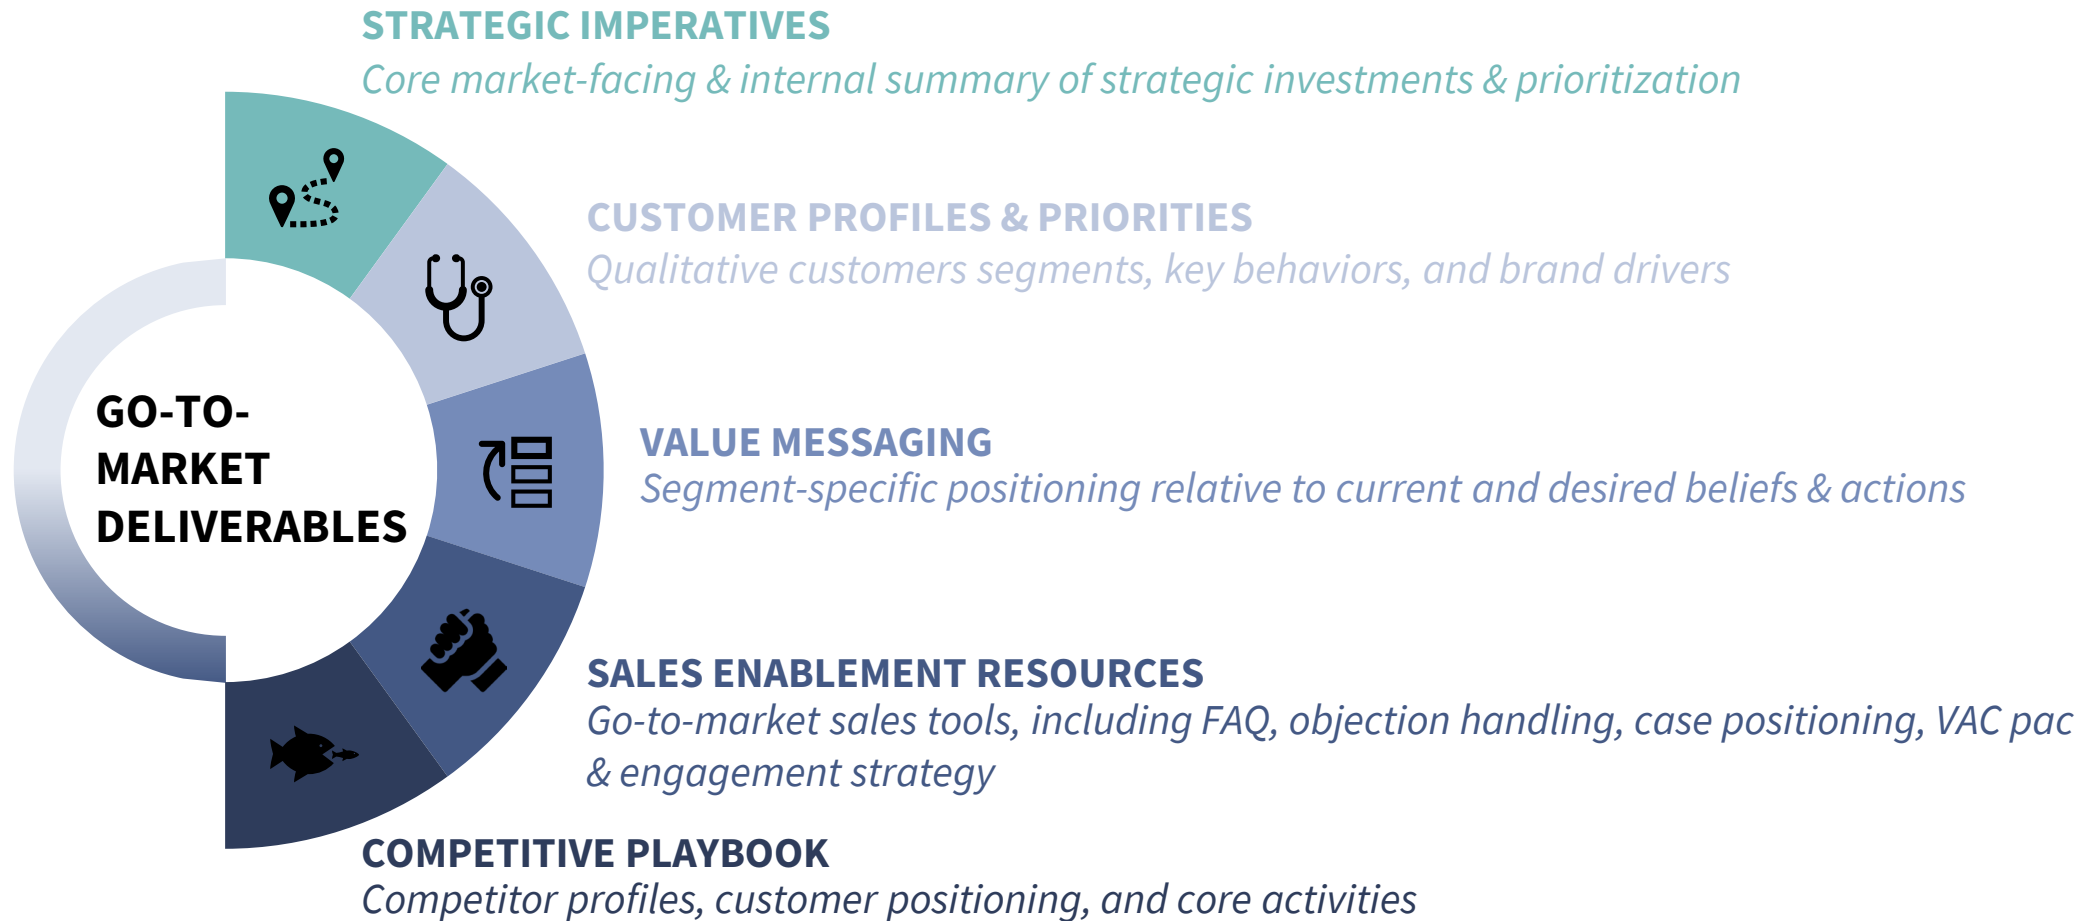 STRATEGIC IMPERATIVES
Core market-facing & internal summary of strategic investments & prioritization
CUSTOMER PROFILES & PRIORITIES
Qualitative customers segments, key behaviors, and brand drivers
GO-TO-
MARKET
DELIVERABLES
VALUE MESSAGING
Segment-specific positioning relative to current and desired beliefs & actions
SALES ENABLEMENT RESOURCES
Go-to-market sales tools, including FAQ, objection handling, case positioning, VAC pac
& engagement strategy
COMPETITIVE PLAYBOOK
Competitor profiles, customer positioning, and core activities